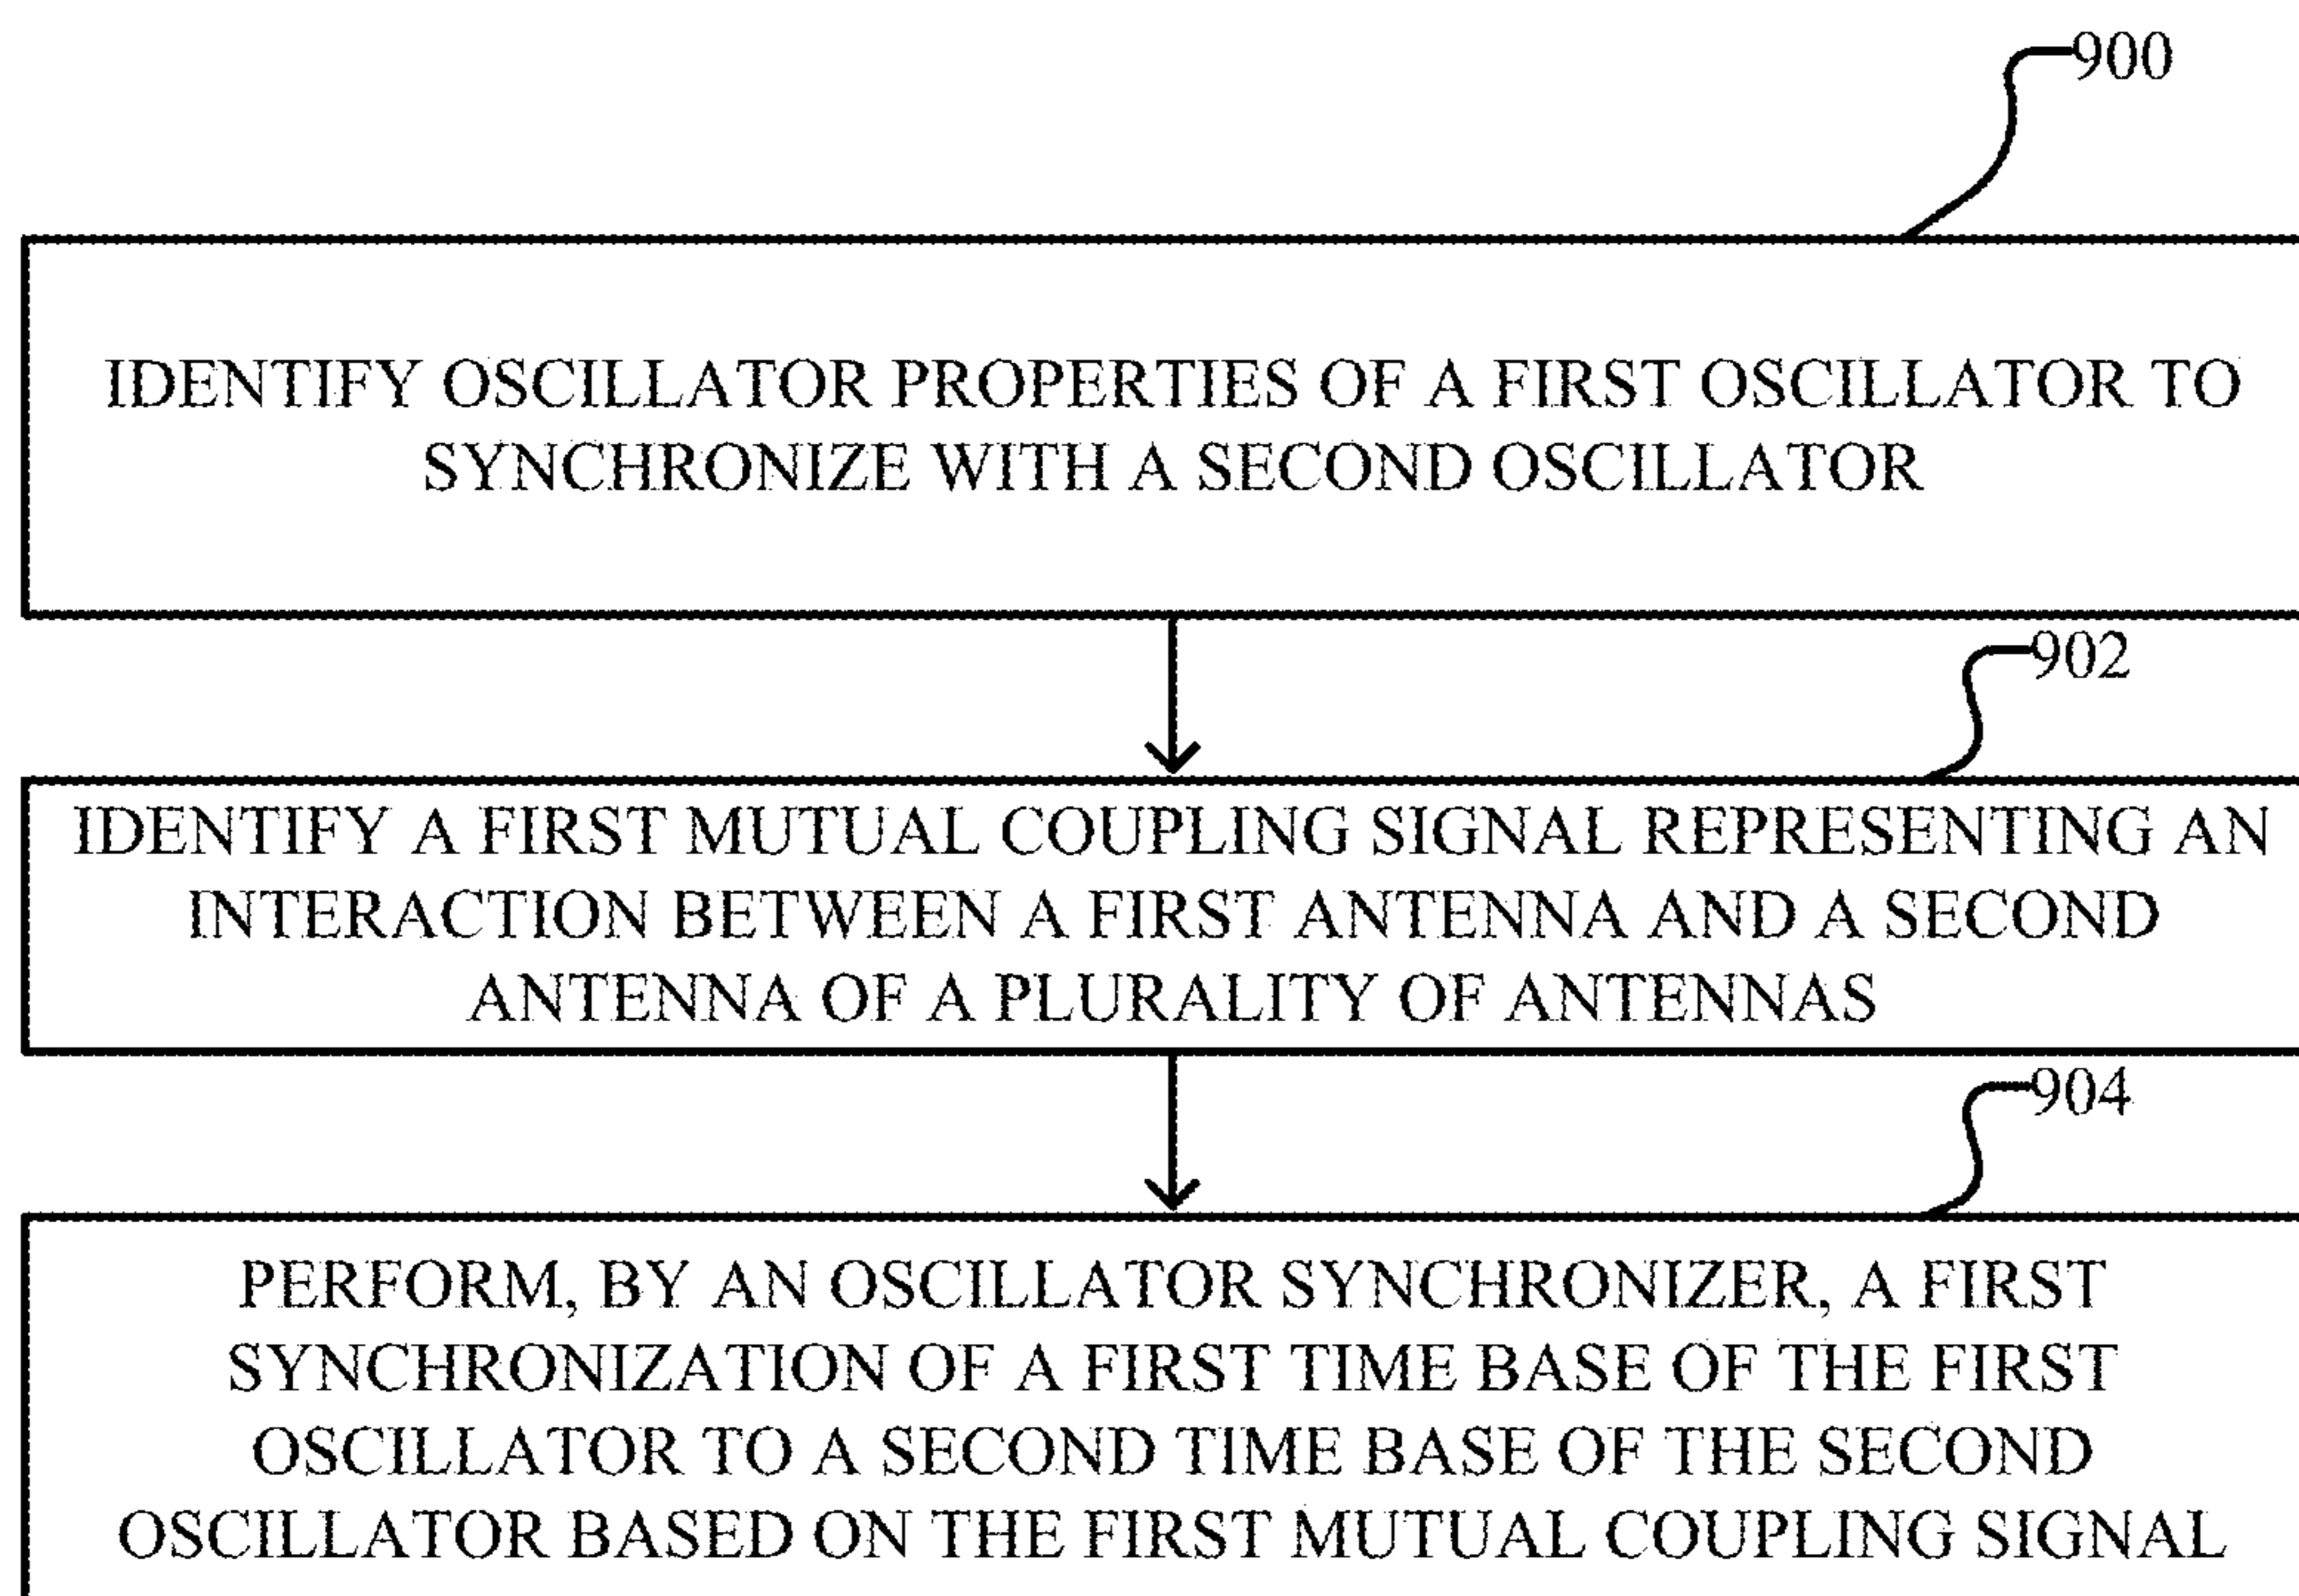 900
IDENTIFY OSCILLATOR PROPERTIES OF A FIRST OSCILLATOR TO
SYNCHRONIZE WITH A SECOND OSCILLATOR
902
IDENTIFY A FIRST MUTUAL COUPLING SIGNAL REPRESENTING AN
INTERACTION BETWEEN A FIRST ANTENNA AND A SECOND
ANTENNA OF A PLURALITY OF ANTENNAS
904
PERFORM, BY AN OSCILLATOR SYNCHRONIZER, A FIRST
SYNCHRONIZATION OF A FIRST TIME BASE OF THE FIRST
OSCILLATOR TO A SECOND TIME BASE OF THE SECOND
OSCILLATOR BASED ON THE FIRST MUTUAL COUPLING SIGNAL